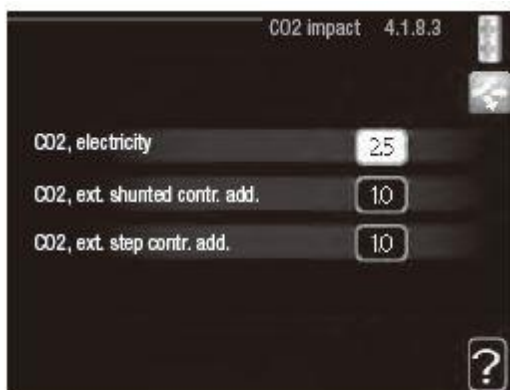 CO2 impact 4.1.8.3
CO2, electricity 2.5
CO2, ext. shunted contr. add. 1.0
CO2, ext. step contr. add. 1.0
?